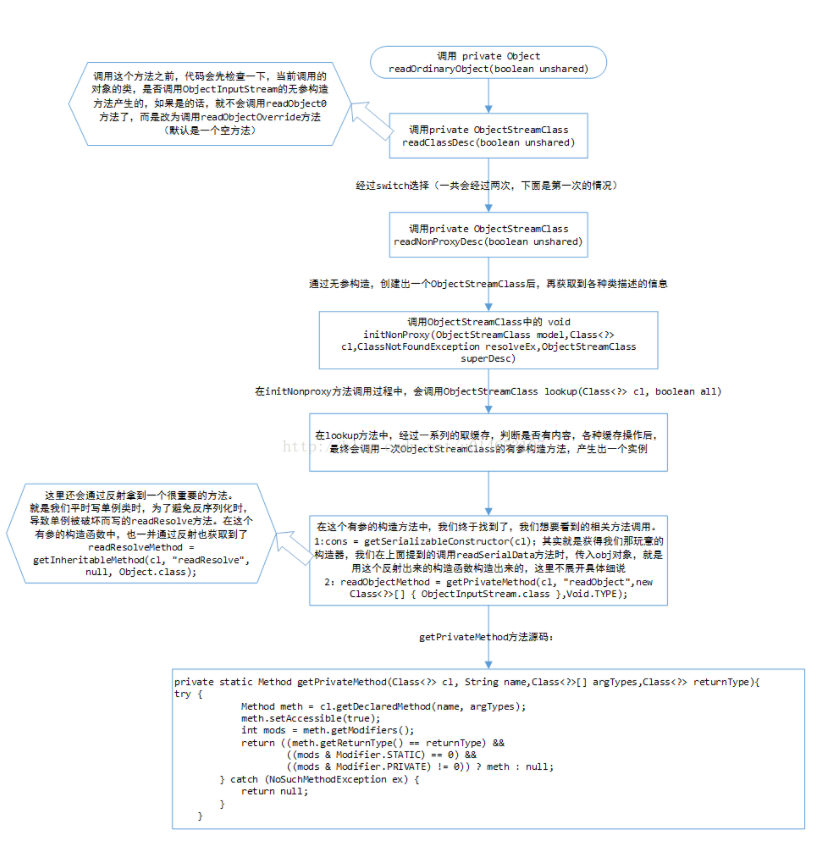 调用 private Object
readOrdinaryObject(boolean unshared)
调用这个方法之前，代码会先检查一下，当前调用的
对象的类，是否调用ObjectInputStream的无参构造
方法产生的，如果是的话，就不会调用readObject0
方法了，而是改为调用readObjectOverride方法
（默认是一个空方法）
调用private ObjectStreamClass
readClassDesc(boolean unshared)
经过switch选择（一共会经过两次，下面是第一次的情况）
调用private ObjectStreamClass
readNonProxyDesc(boolean unshared)
通过无参构造，创建出一个ObjectStreamClass后，再获取到各种类描述的信息
调用ObjectStreamClass中的 void
initNonProxy(ObjectStreamClass model,Class<?>
cl,ClassNotFoundException resolveEx,ObjectStreamClass
superDesc)
在initNonproxy方法调用过程中，会调用ObjectStreamClass lookup(Class<?> cl, boolean all)
在lookup方法中，经过一系列的取缓存，判断是否有内容，各种缓存操作后，
最终会调用一次ObjectStreamClass的有参构造方法，产生出一个实例
这里还会通过反射拿到一个很重要的方法。
就是我们平时写单例类时，为了避免反序列化时，
导致单例被破坏而写的readResolve方法。在这个
有参的构造函数中，也一并通过反射也获取到了
readResolveMethod =
getInheritableMethod(cl, "readResolve",
null, Object.class);
在这个有参的构造方法中，我们终于找到了，我们想要看到的相关方法调用。
1:cons = getSerializableConstructor(cl); 其实就是获得我们那玩意的
构造器，我们在上面提到的调用readSerialData方法时，传入obj对象，就是
用这个反射出来的构造函数构造出来的，这里不展开具体细说
2：readObjectMethod = getPrivateMethod(cl, "readObject",new
Class<?>[] { ObjectInputStream.class },Void.TYPE);
getPrivateMethod方法源码：
private static Method getPrivateMethod(Class<?> cl, String name,Class<?>[] argTypes,Class<?> returnType){
try {
Method meth = cl.getDeclaredMethod(name, argTypes);
meth.setAccessible(true);
int mods = meth.getModifiers();
return ((meth.getReturnType() == returnType) &&
((mods & Modifier.STATIC) == 0) &&
((mods & Modifier.PRIVATE) != 0)) ? meth : null;
} catch (NoSuchMethodException ex) {
return null;
}
}